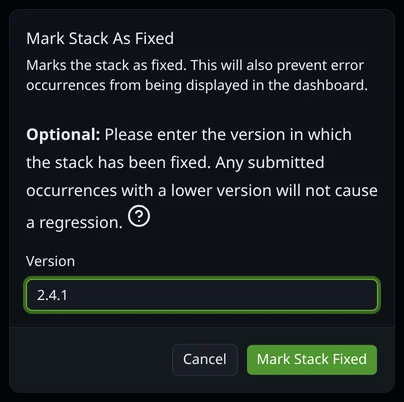 Mark Stack As Fixed
Marks the stack as fixed. This will also prevent error
occurrences from being displayed in the dashboard.
Optional: Please enter the version in which
the stack has been fixed. Any submitted
occurrences with a lower version will not cause
a regression. ?
Version
2.4.1
Cancel Mark Stack Fixed